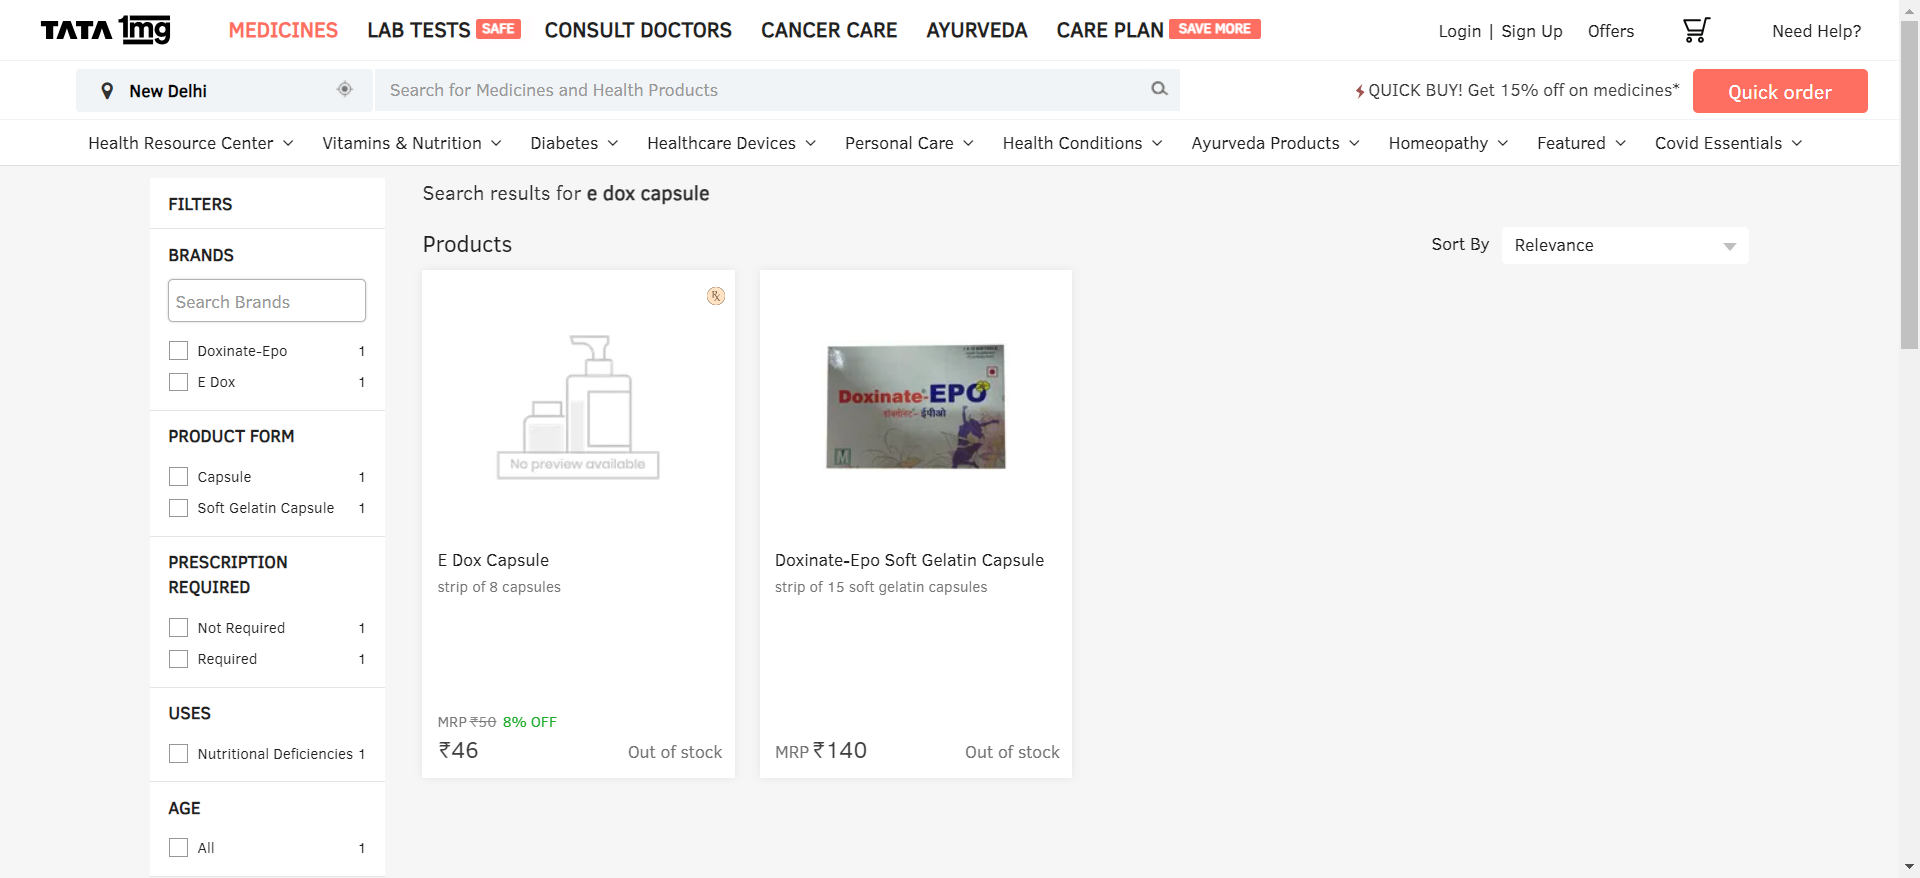 TATA 1mg
MEDICINES LAB TESTS SAFE CONSULT DOCTORS CANCER CARE AYURVEDA CARE PLAN SAVE MORE
Login | Sign Up Offers Need Help?
New Delhi
Search for Medicines and Health Products
QUICK BUY! Get 15% off on medicines*
Quick order
Health Resource Center Vitamins & Nutrition Diabetes Healthcare Devices Personal Care Health Conditions Ayurveda Products Homeopathy Featured Covid Essentials
FILTERS
BRANDS
Search Brands
Doxinate-Epo 1
E Dox 1
PRODUCT FORM
Capsule 1
Soft Gelatin Capsule 1
PRESCRIPTION
REQUIRED
Not Required 1
Required 1
USES
Nutritional Deficiencies 1
AGE
All 1
Search results for e dox capsule
Products
Sort By Relevance
Rx
No preview available
E Dox Capsule
strip of 8 capsules
MRP ₹50 8% OFF
₹46 Out of stock
Doxinate-EPO
डॉक्सीनेट-ईपीओ
M
Doxinate-Epo Soft Gelatin Capsule
strip of 15 soft gelatin capsules
MRP ₹140 Out of stock